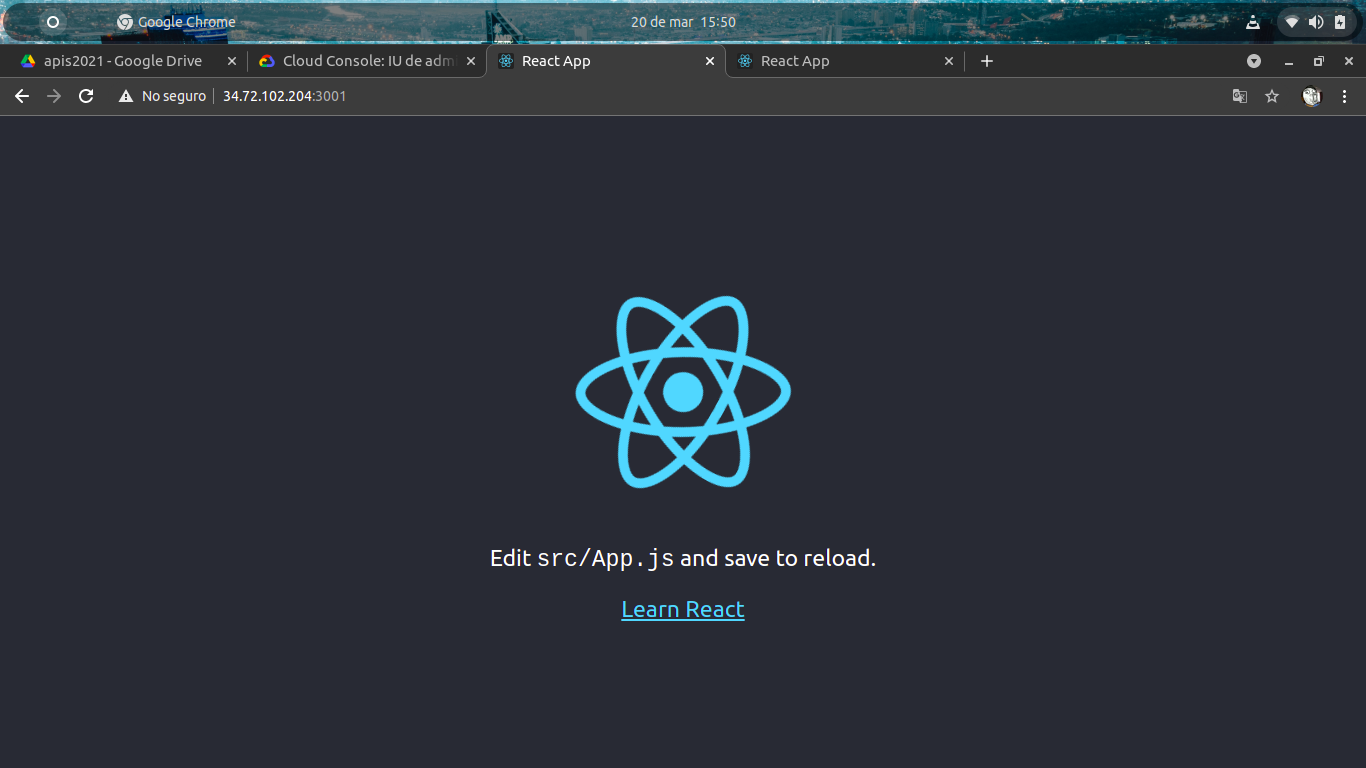 Google Chrome
20 de mar 15:50
apis2021 - Google Drive
Cloud Console: IU de adm
React App
React App
No seguro
34.72.102.204:3001
Edit src/App.js and save to reload.
Learn React